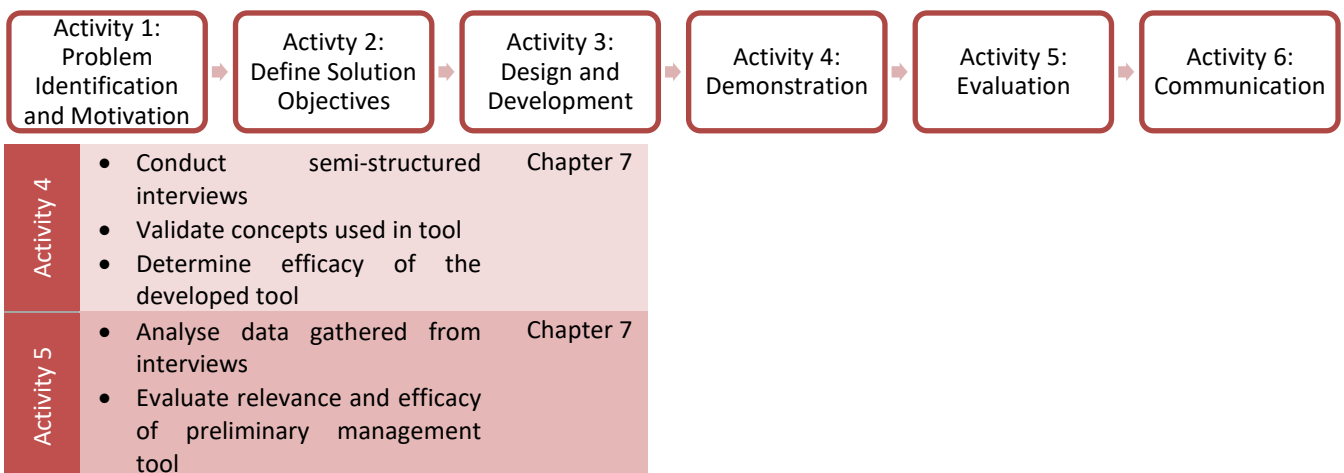 Activity 1:
Problem
Identification
and Motivation
Activty 2:
Define Solution
Objectives
Activity 3:
Design and
Development
Activity 4:
Demonstration
Activity 5:
Evaluation
Activity 6:
Communication
Activity 4
• Conduct semi-structured
interviews
• Validate concepts used in tool
• Determine efficacy of the
developed tool
Chapter 7
Activity 5
• Analyse data gathered from
interviews
• Evaluate relevance and efficacy
of preliminary management
tool
Chapter 7